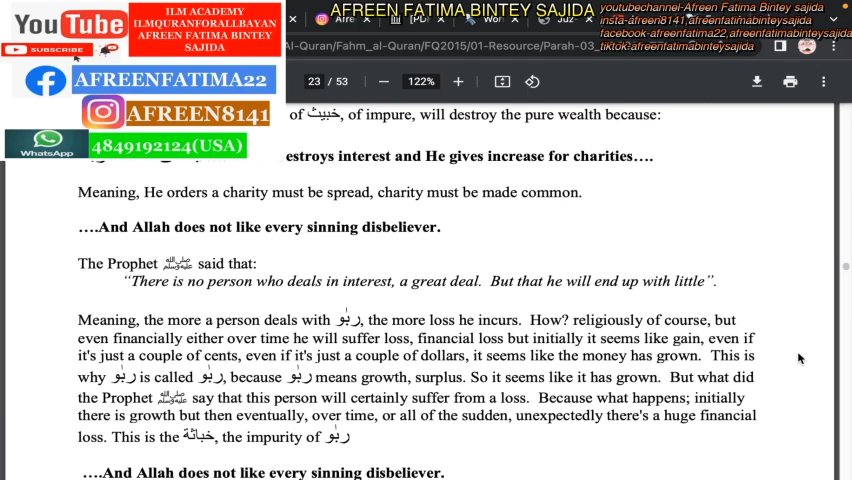 AFREEN FATIMA BINTEY SAJIDA
youtubechannel-Afreen Fatima Bintey sajida
insta-afreen8141,afreenfatimabinteysajida
facebook-afreenfatima22,afreenfatimabinteysajida
tiktok-afreenfatimabinteysajida
YouTube
SUBSCRIBE
ILM ACADEMY
ILMQURANFORALLBAYAN
AFREEN FATIMA BINTEY
SAJIDA
AFREENFATIMA22
AFREEN8141
WhatsApp
4849192124(USA)
Al-Quran/Fahm_al-Quran/FQ2015/01-Resource/Parah-03_
23 / 53
122%
of خبيث, of impure, will destroy the pure wealth because:
estroys interest and He gives increase for charities….
Meaning, He orders a charity must be spread, charity must be made common.
….And Allah does not like every sinning disbeliever.
The Prophet ﷺ said that:
“There is no person who deals in interest, a great deal. But that he will end up with little”.
Meaning, the more a person deals with ربٰو, the more loss he incurs. How? religiously of course, but
even financially either over time he will suffer loss, financial loss but initially it seems like gain, even if
it's just a couple of cents, even if it's just a couple of dollars, it seems like the money has grown. This is
why ربٰو is called ربٰو, because ربٰو means growth, surplus. So it seems like it has grown. But what did
the Prophet ﷺ say that this person will certainly suffer from a loss. Because what happens; initially
there is growth but then eventually, over time, or all of the sudden, unexpectedly there's a huge financial
loss. This is the خباثة, the impurity of ربٰو
….And Allah does not like every sinning disbeliever.